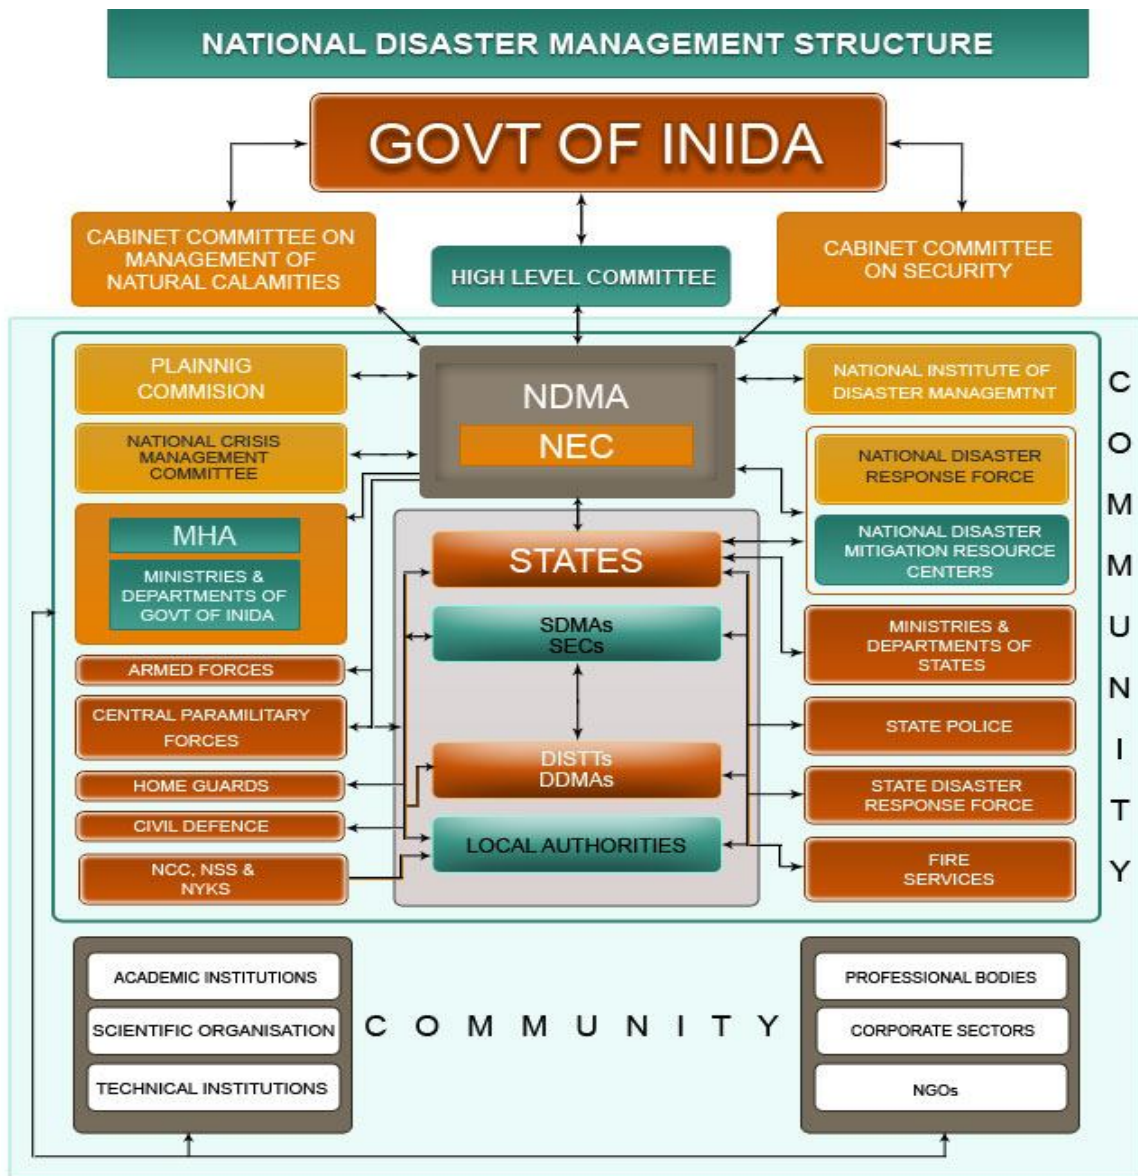 NATIONAL DISASTER MANAGEMENT STRUCTURE
GOVT OF INIDA
CABINET COMMITTEE ON
MANAGEMENT OF
NATURAL CALAMITIES
HIGH LEVEL COMMITTEE
CABINET COMMITTEE
ON SECURITY
PLAINNIG
COMMISION
NDMA
NEC
NATIONAL INSTITUTE OF
DISASTER MANAGEMTNT
NATIONAL CRISIS
MANAGEMENT
COMMITTEE
NATIONAL DISASTER
RESPONSE FORCE
MHA
MINISTRIES &
DEPARTMENTS OF
GOVT OF INIDA
STATES
NATIONAL DISASTER
MITIGATION RESOURCE
CENTERS
SDMAs
SECs
MINISTRIES &
DEPARTMENTS OF
STATES
ARMED FORCES
CENTRAL PARAMILITARY
FORCES
STATE POLICE
HOME GUARDS
DISTTs
DDMAs
STATE DISASTER
RESPONSE FORCE
CIVIL DEFENCE
LOCAL AUTHORITIES
NCC, NSS &
NYKS
FIRE
SERVICES
COMMUNITY
ACADEMIC INSTITUTIONS
SCIENTIFIC ORGANISATION
TECHNICAL INSTITUTIONS
COMMUNITY
PROFESSIONAL BODIES
CORPORATE SECTORS
NGOs